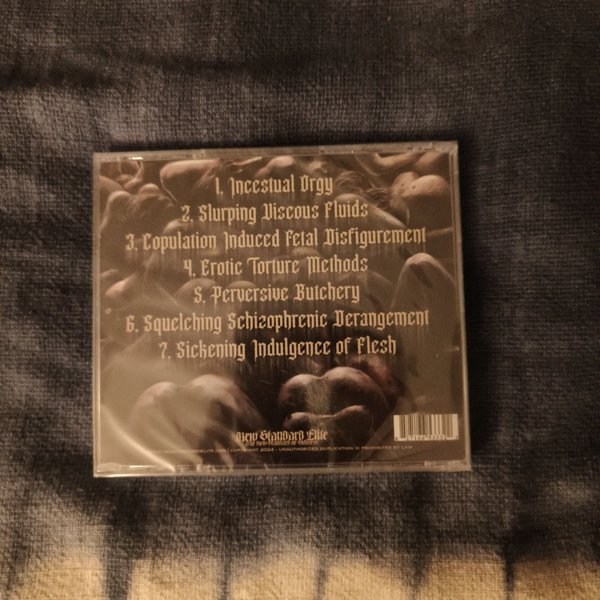 1. Incestual Orgy
2. Slurping Viscous Fluids
3. Copulation Induced Fetal Disfigurement
4. Erotic Torture Methods
5. Perversive Butchery
6. Squelching Schizophrenic Derangement
7. Sickening Indulgence of Flesh
New Standard Elite
COPYRIGHT 2024 - UNAUTHORISED DUPLICATION IS PROHIBITED BY LAW